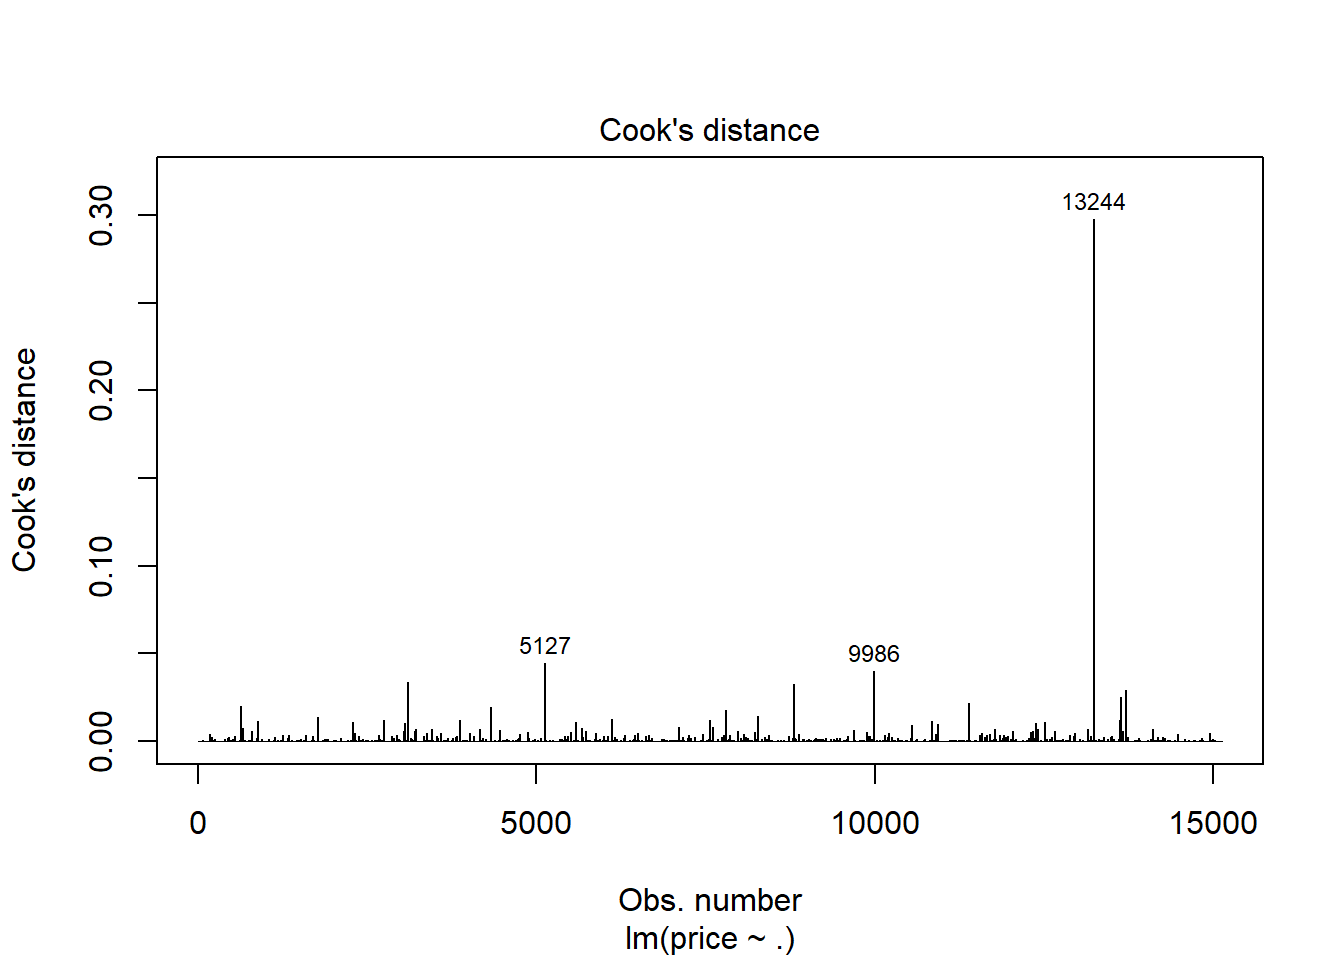 Cook's distance
13244
5127
9986
0.30
0.20
0.10
0.00
Cook's distance
0
5000
10000
15000
Obs. number
lm(price ~ .)